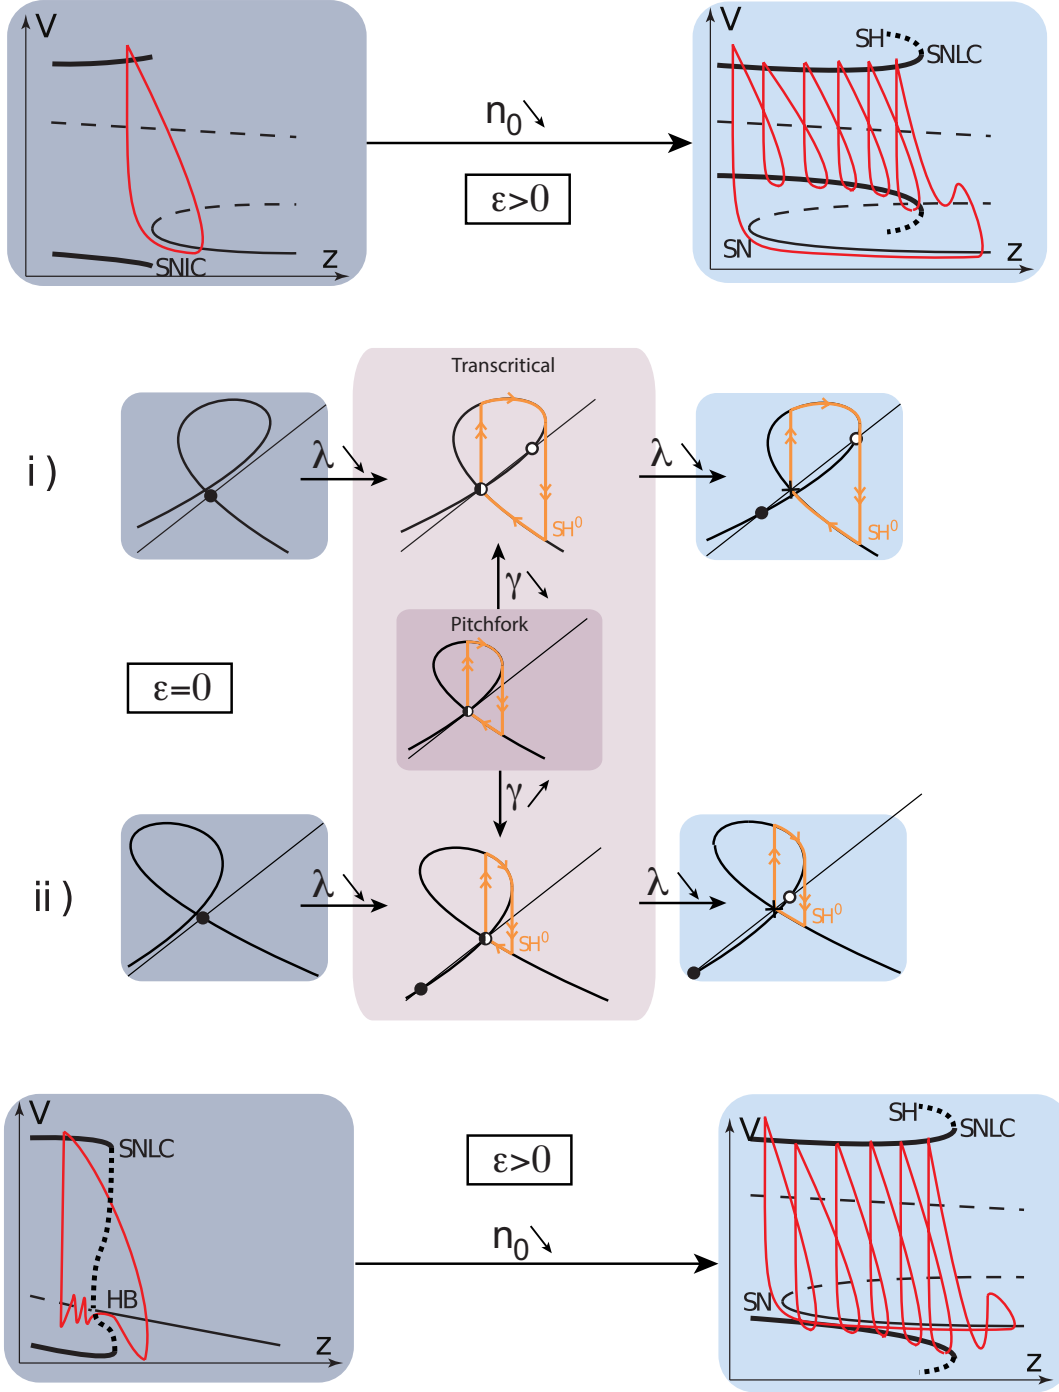 V
SNIC
z
n0
ε>0
V
SH
SNLC
SN
z
Transcritical
i )
λ
SH0
λ
SH0
γ
Pitchfork
ε=0
γ
ii )
λ
SH0
λ
SH0
V
SNLC
HB
z
ε>0
n0
V
SH
SNLC
SN
z